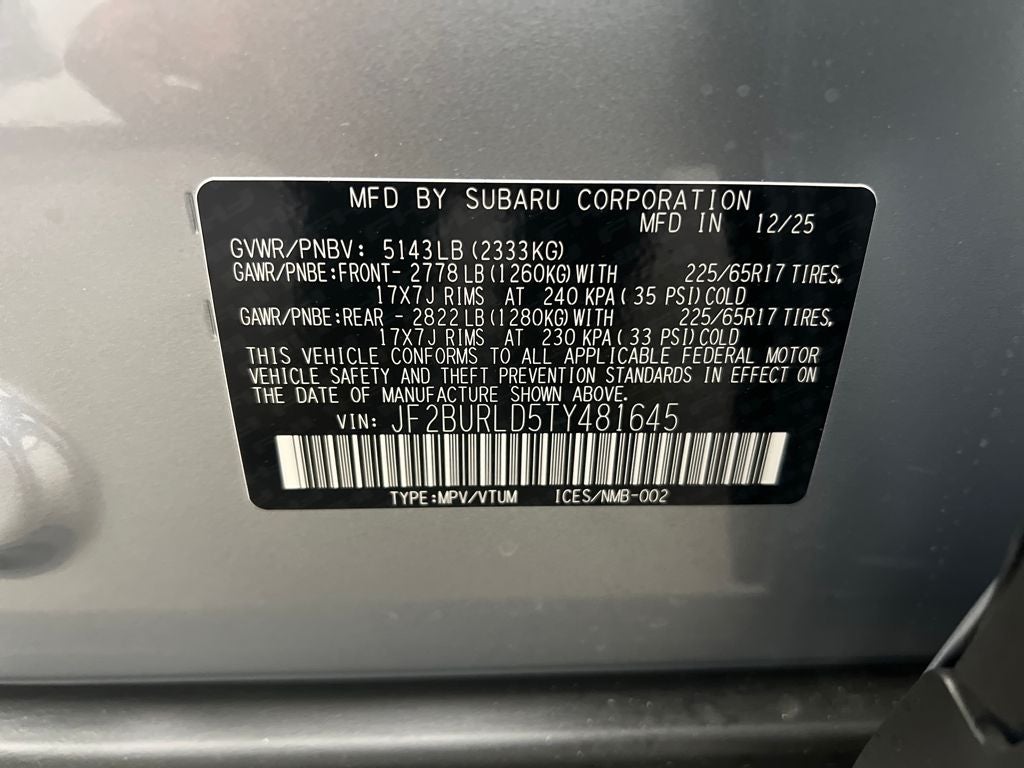 MFD BY SUBARU CORPORATION
MFD IN 12/25
GVWR/PNBV: 5143LB (2333KG)
GAWR/PNBE:FRONT- 2778 LB (1260KG) WITH 225/65R17 TIRES,
17X7J RIMS AT 240 KPA ( 35 PSI) COLD
GAWR/PNBE:REAR - 2822 LB (1280KG) WITH 225/65R17 TIRES,
17X7J RIMS AT 230 KPA ( 33 PSI) COLD
THIS VEHICLE CONFORMS TO ALL APPLICABLE FEDERAL MOTOR
VEHICLE SAFETY AND THEFT PREVENTION STANDARDS IN EFFECT ON
THE DATE OF MANUFACTURE SHOWN ABOVE.
VIN: JF2BURLD5TY481645
TYPE:MPV/VTUM ICES/NMB-002